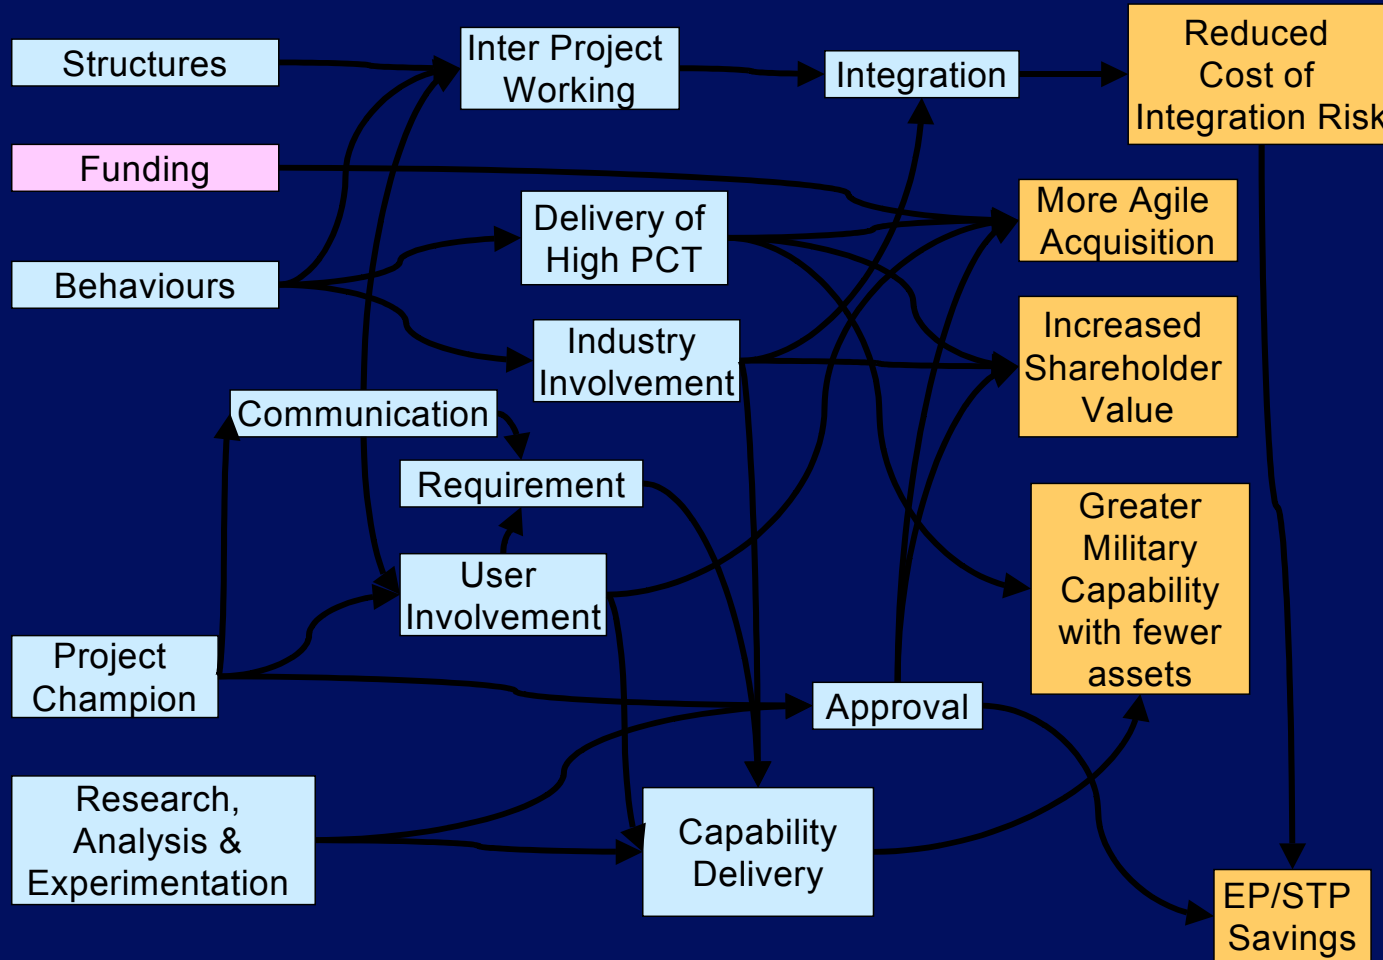 Structures
Inter Project
Working
Integration
Reduced
Cost of
Integration Risk
Funding
Delivery of
High PCT
More Agile
Acquisition
Behaviours
Industry
Involvement
Increased
Shareholder
Value
Communication
Requirement
User
Involvement
Greater
Military
Capability
with fewer
assets
Project
Champion
Approval
Research,
Analysis &
Experimentation
Capability
Delivery
EP/STP
Savings